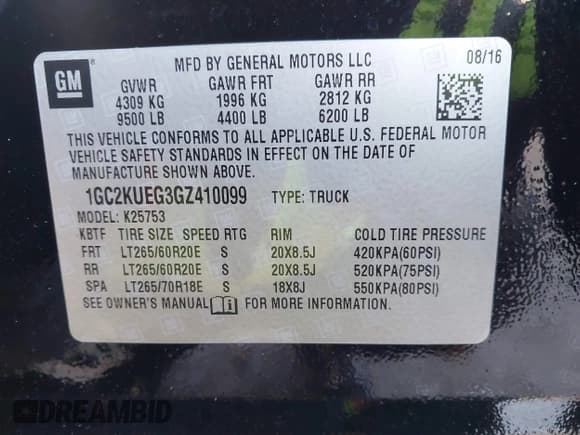 GM
MFD BY GENERAL MOTORS LLC 08/16
GVWR GAWR FRT GAWR RR
4309 KG 1996 KG 2812 KG
9500 LB 4400 LB 6200 LB
THIS VEHICLE CONFORMS TO ALL APPLICABLE U.S. FEDERAL MOTOR
VEHICLE SAFETY STANDARDS IN EFFECT ON THE DATE OF
MANUFACTURE SHOWN ABOVE.
1GC2KUEG3GZ410099 TYPE: TRUCK
MODEL: K25753
KBTF TIRE SIZE SPEED RTG RIM COLD TIRE PRESSURE
FRT LT265/60R20E S 20X8.5J 420KPA(60PSI)
RR LT265/60R20E S 20X8.5J 520KPA(75PSI)
SPA LT265/70R18E S 18X8J 550KPA(80PSI)
SEE OWNER'S MANUAL FOR MORE INFORMATION.
DREAMBID